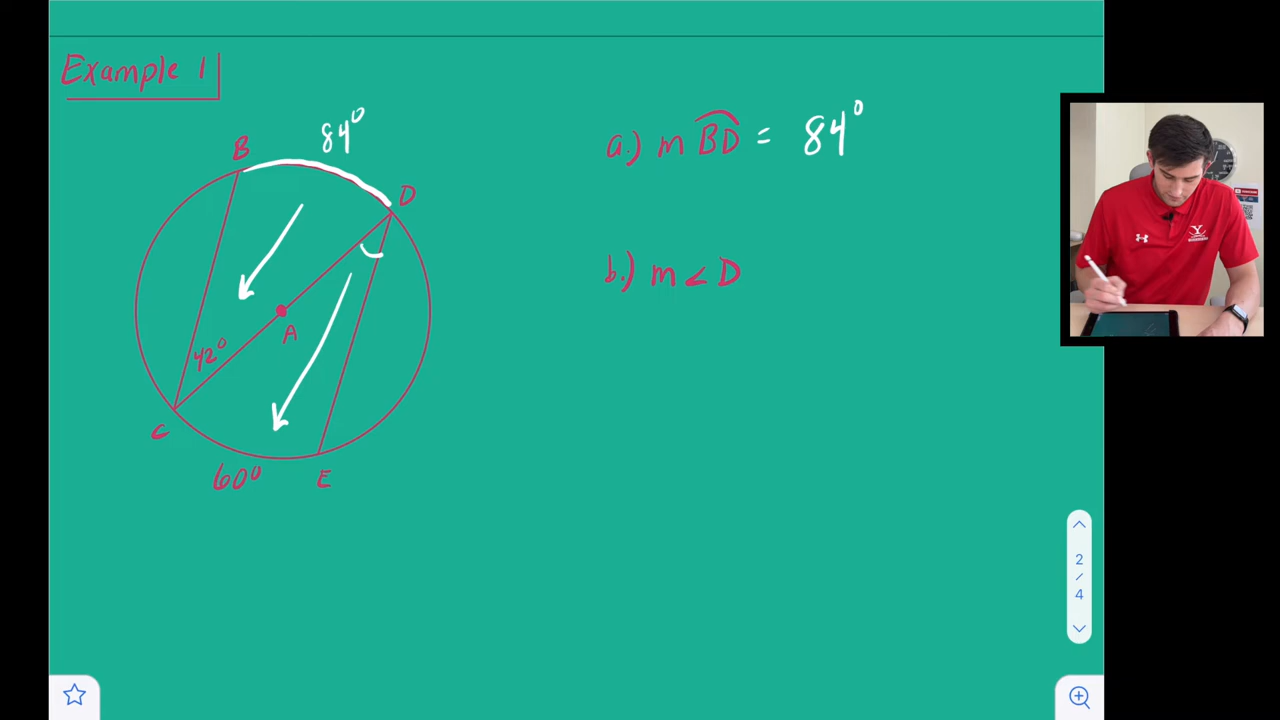 Example 1
84°
B
D
A
42°
C
60°
E
a.) m BD = 84°
b.) m ∠ D
2
/
4
Y